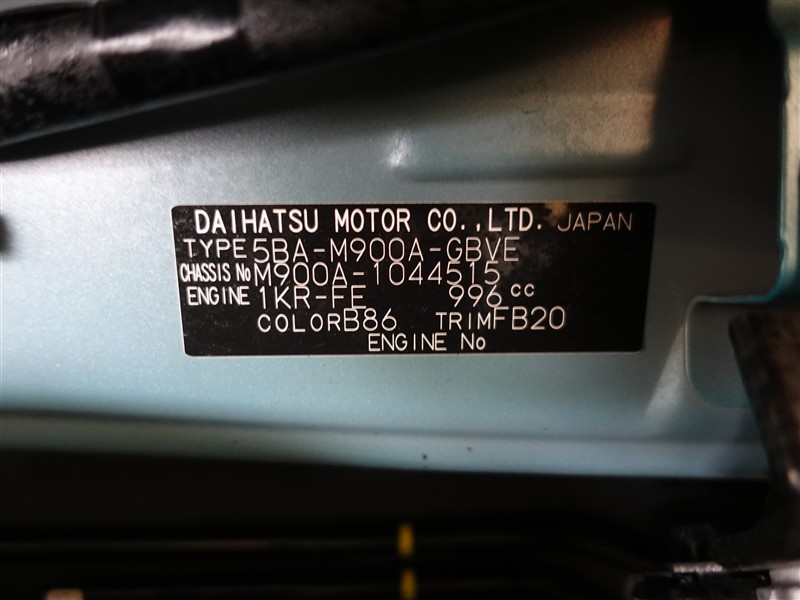 DAIHATSU MOTOR CO.,LTD. JAPAN
TYPE 5BA-M900A-GBVE
CHASSIS No M900A-1044515
ENGINE 1KR-FE 996 cc
COLOR B86 TRIM FB20
ENGINE No